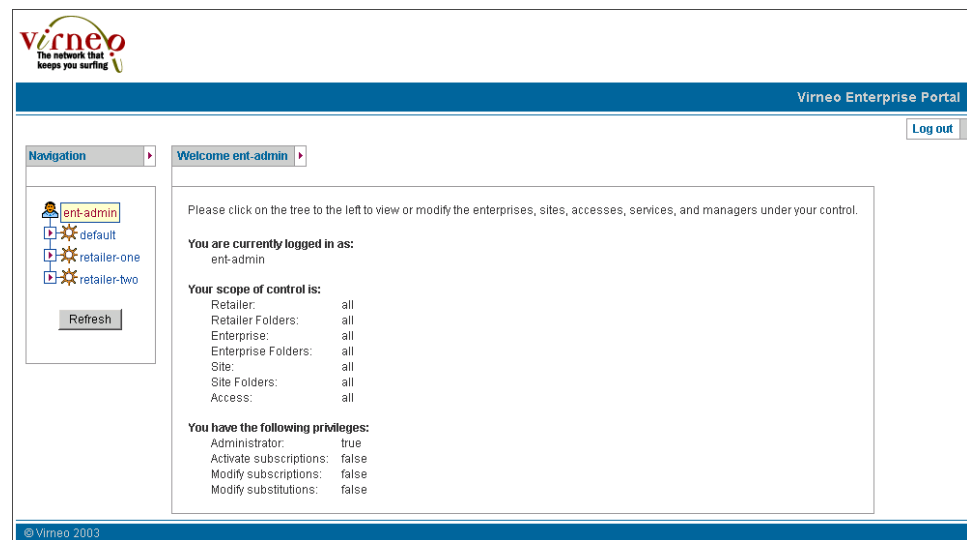 Virneo
The network that
keeps you surfing
Virneo Enterprise Portal
Log out
Navigation
Welcome ent-admin
ent-admin
default
retailer-one
retailer-two
Refresh
Please click on the tree to the left to view or modify the enterprises, sites, accesses, services, and managers under your control.
You are currently logged in as:
ent-admin
Your scope of control is:
Retailer: all
Retailer Folders: all
Enterprise: all
Enterprise Folders: all
Site: all
Site Folders: all
Access: all
You have the following privileges:
Administrator: true
Activate subscriptions: false
Modify subscriptions: false
Modify substitutions: false
© Virneo 2003